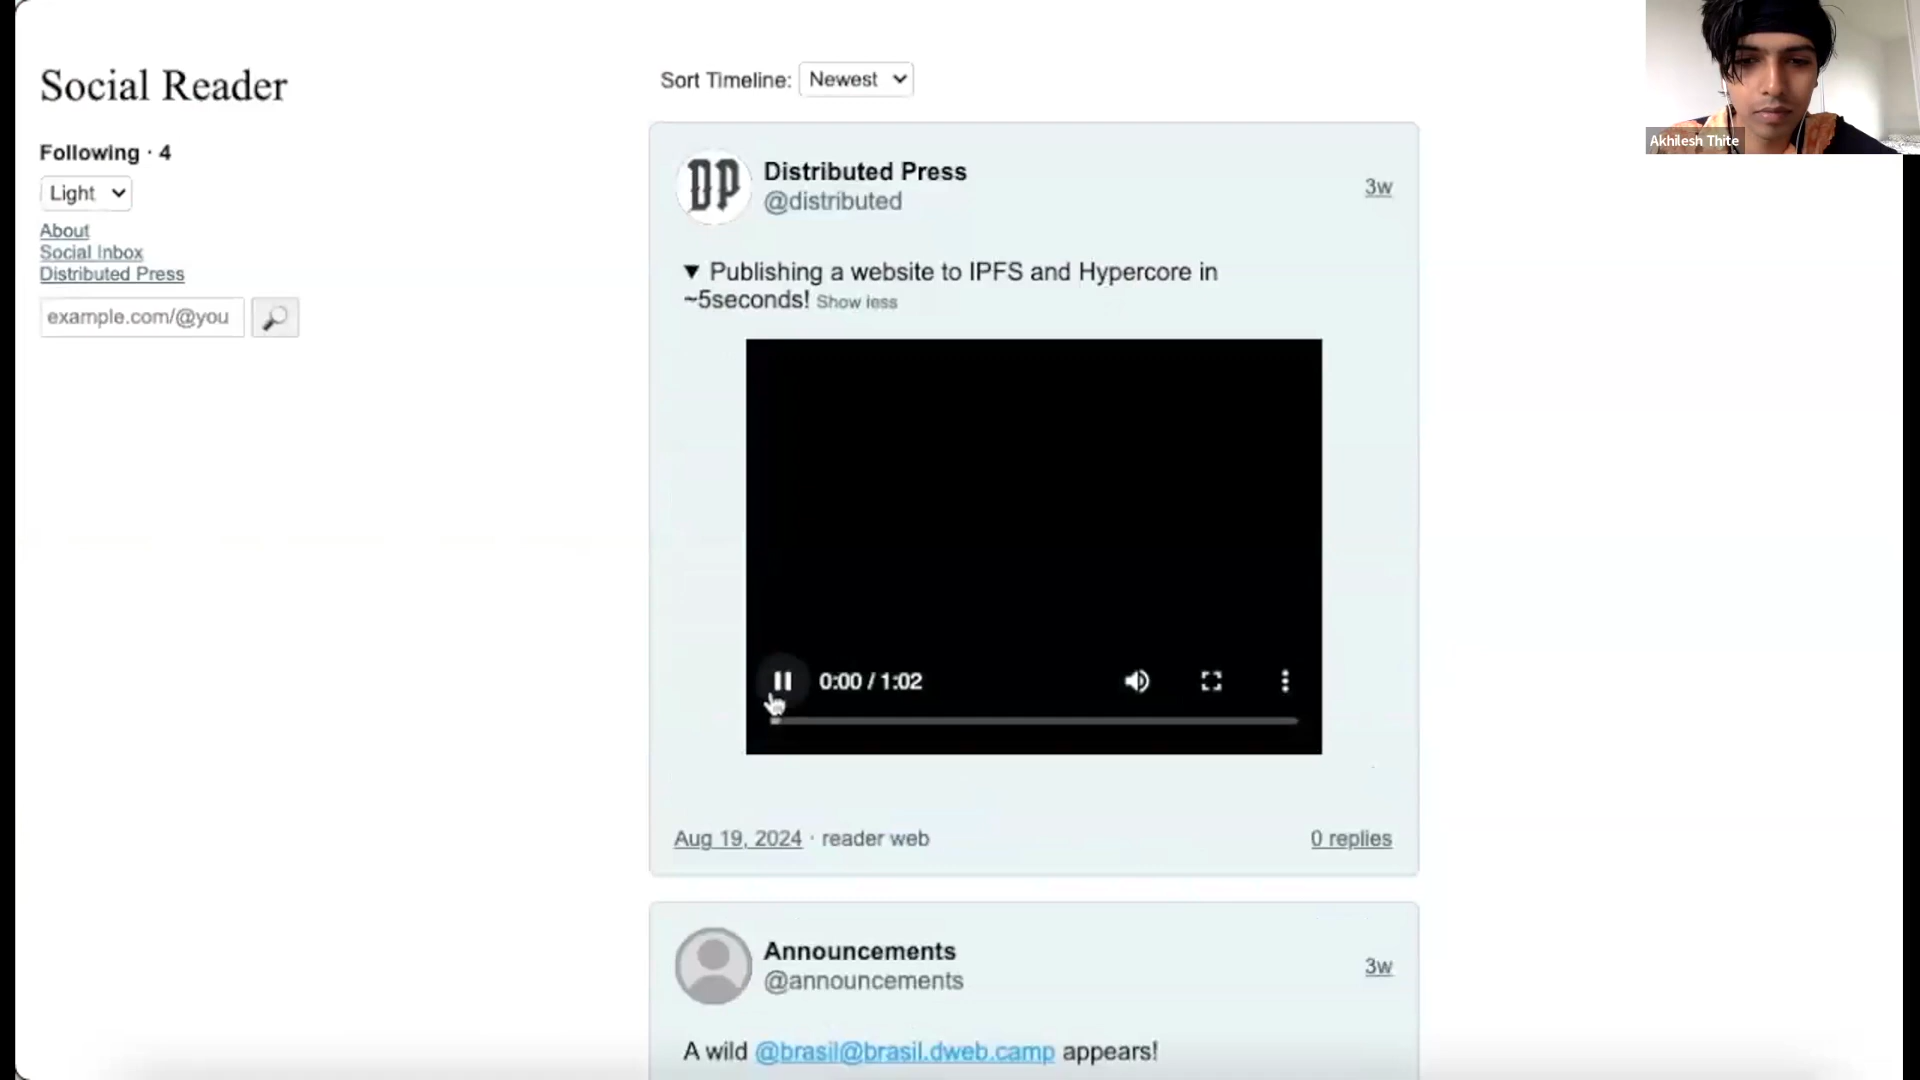 Social Reader
Following · 4
Light
About
Social Inbox
Distributed Press
example.com/@you
Sort Timeline: Newest
DP
Distributed Press
@distributed
3w
▼ Publishing a website to IPFS and Hypercore in
~5seconds! Show less
0:00 / 1:02
Aug 19, 2024 · reader web
0 replies
Announcements
@announcements
3w
A wild @brasil@brasil.dweb.camp appears!
Akhilesh Thite